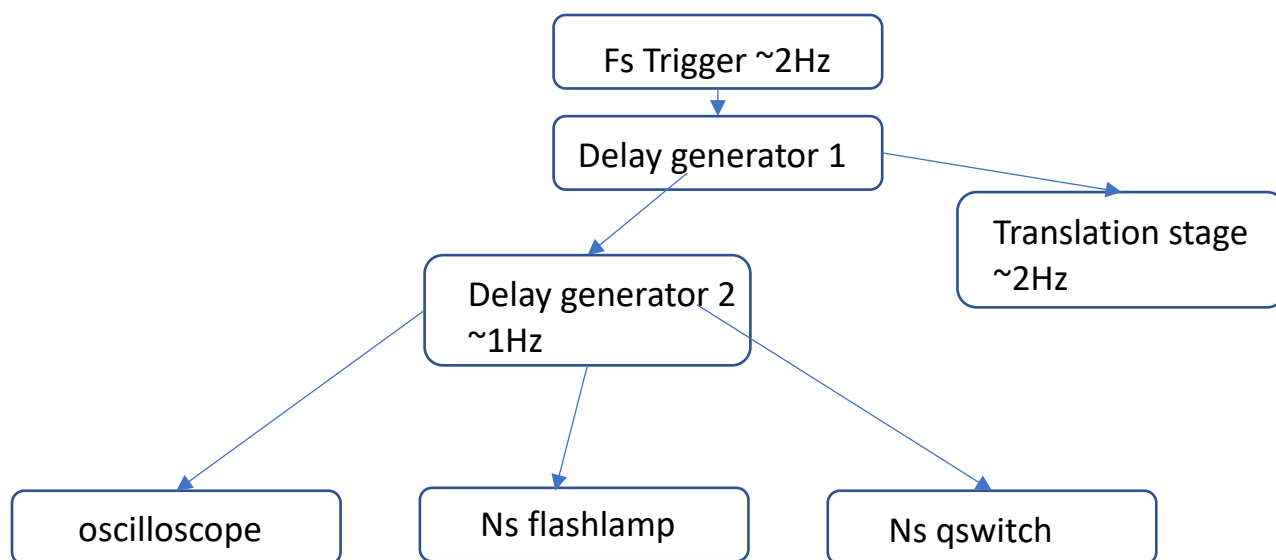 Fs Trigger ~2Hz
Delay generator 1
Translation stage
~2Hz
Delay generator 2
~1Hz
oscilloscope
Ns flashlamp
Ns qswitch